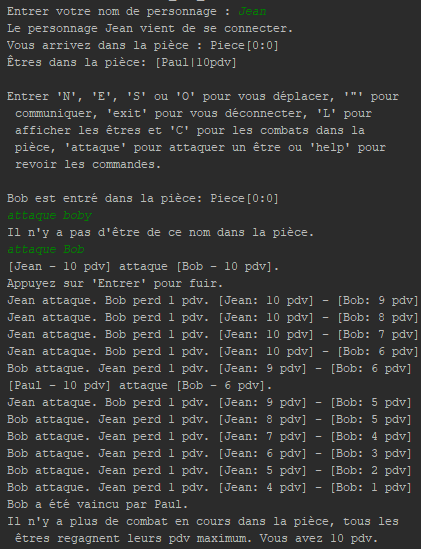 Entrer votre nom de personnage : Jean
Le personnage Jean vient de se connecter.
Vous arrivez dans la pièce : Piece[0:0]
Êtres dans la pièce: [Paul|10pdv]
Entrer 'N', 'E', 'S' ou 'O' pour vous déplacer, '"' pour
communiquer, 'exit' pour vous déconnecter, 'L' pour
afficher les êtres et 'C' pour les combats dans la
pièce, 'attaque' pour attaquer un être ou 'help' pour
revoir les commandes.
Bob est entré dans la pièce: Piece[0:0]
attaque boby
Il n'y a pas d'être de ce nom dans la pièce.
attaque Bob
[Jean - 10 pdv] attaque [Bob - 10 pdv].
Appuyez sur 'Entrer' pour fuir.
Jean attaque. Bob perd 1 pdv. [Jean: 10 pdv] - [Bob: 9 pdv]
Jean attaque. Bob perd 1 pdv. [Jean: 10 pdv] - [Bob: 8 pdv]
Jean attaque. Bob perd 1 pdv. [Jean: 10 pdv] - [Bob: 7 pdv]
Jean attaque. Bob perd 1 pdv. [Jean: 10 pdv] - [Bob: 6 pdv]
Bob attaque. Jean perd 1 pdv. [Jean: 9 pdv] - [Bob: 6 pdv]
[Paul - 10 pdv] attaque [Bob - 6 pdv].
Jean attaque. Bob perd 1 pdv. [Jean: 9 pdv] - [Bob: 5 pdv]
Bob attaque. Jean perd 1 pdv. [Jean: 8 pdv] - [Bob: 5 pdv]
Bob attaque. Jean perd 1 pdv. [Jean: 7 pdv] - [Bob: 4 pdv]
Bob attaque. Jean perd 1 pdv. [Jean: 6 pdv] - [Bob: 3 pdv]
Bob attaque. Jean perd 1 pdv. [Jean: 5 pdv] - [Bob: 2 pdv]
Bob attaque. Jean perd 1 pdv. [Jean: 4 pdv] - [Bob: 1 pdv]
Bob a été vaincu par Paul.
Il n'y a plus de combat en cours dans la pièce, tous les
êtres regagnent leurs pdv maximum. Vous avez 10 pdv.